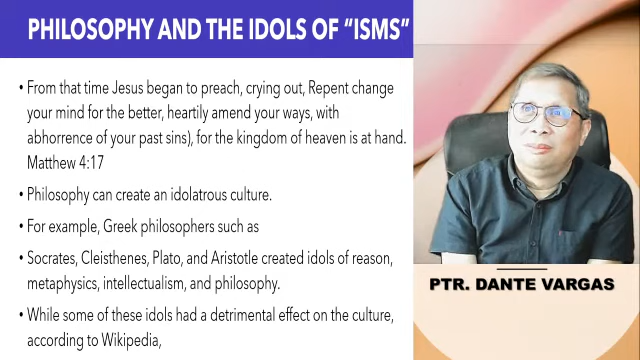 PHILOSOPHY AND THE IDOLS OF “ISMS”
• From that time Jesus began to preach, crying out, Repent change
your mind for the better, heartily amend your ways, with
abhorrence of your past sins), for the kingdom of heaven is at hand.
Matthew 4:17
• Philosophy can create an idolatrous culture.
• For example, Greek philosophers such as
• Socrates, Cleisthenes, Plato, and Aristotle created idols of reason,
metaphysics, intellectualism, and philosophy.
• While some of these idols had a detrimental effect on the culture,
according to Wikipedia,
PTR. DANTE VARGAS